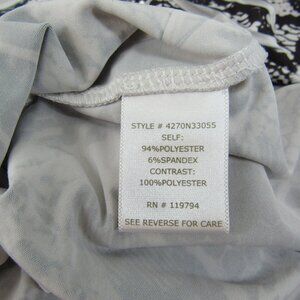 STYLE # 4270N33055
SELF:
94%POLYESTER
6%SPANDEX
CONTRAST:
100%POLYESTER
RN # 119794
SEE REVERSE FOR CARE